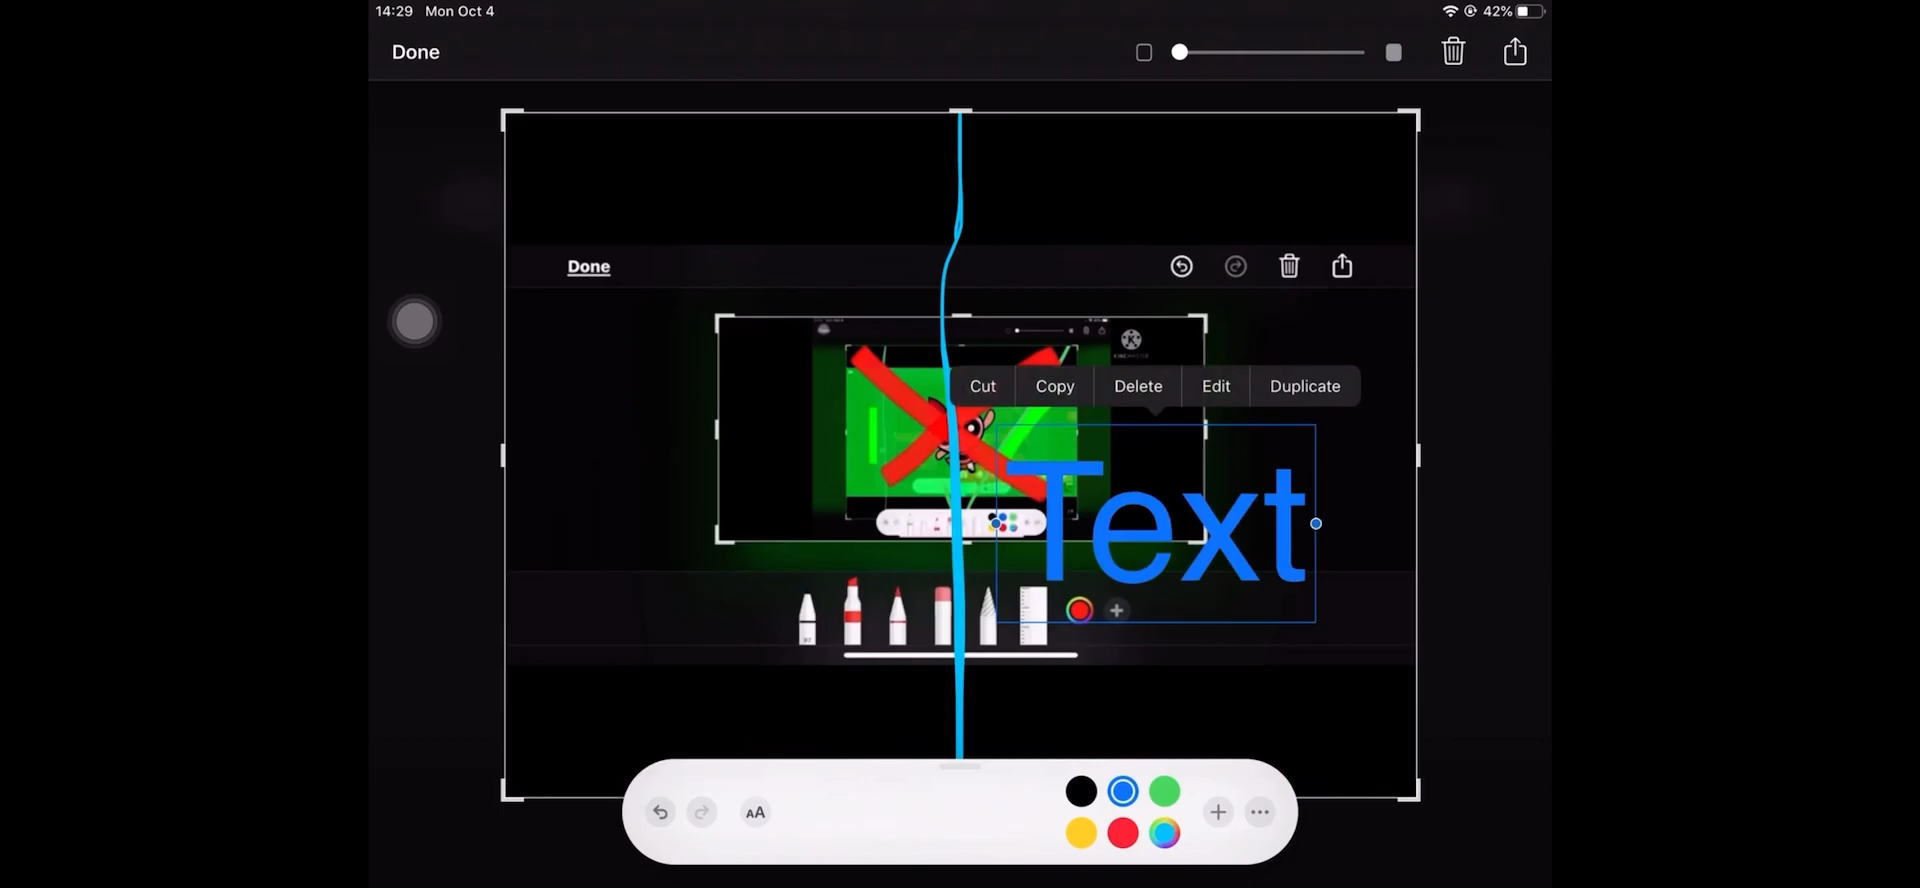 14:29 Mon Oct 4
42%
Done
Done
Cut Copy Delete Edit Duplicate
Text
AA